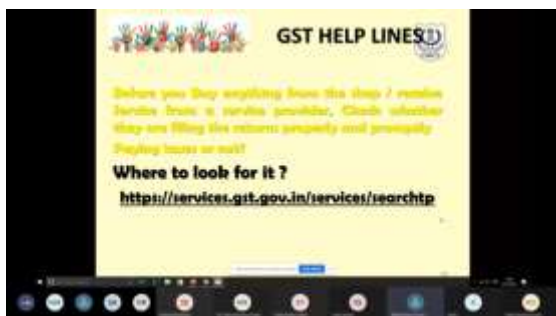 GST HELP LINES
Before you Buy anything from the shop / receive
Service from a service provider, Check whether
they are filing the return properly and promptly
Paying taxes or not?
Where to look for it ?
https://services.gst.gov.in/services/searchtp